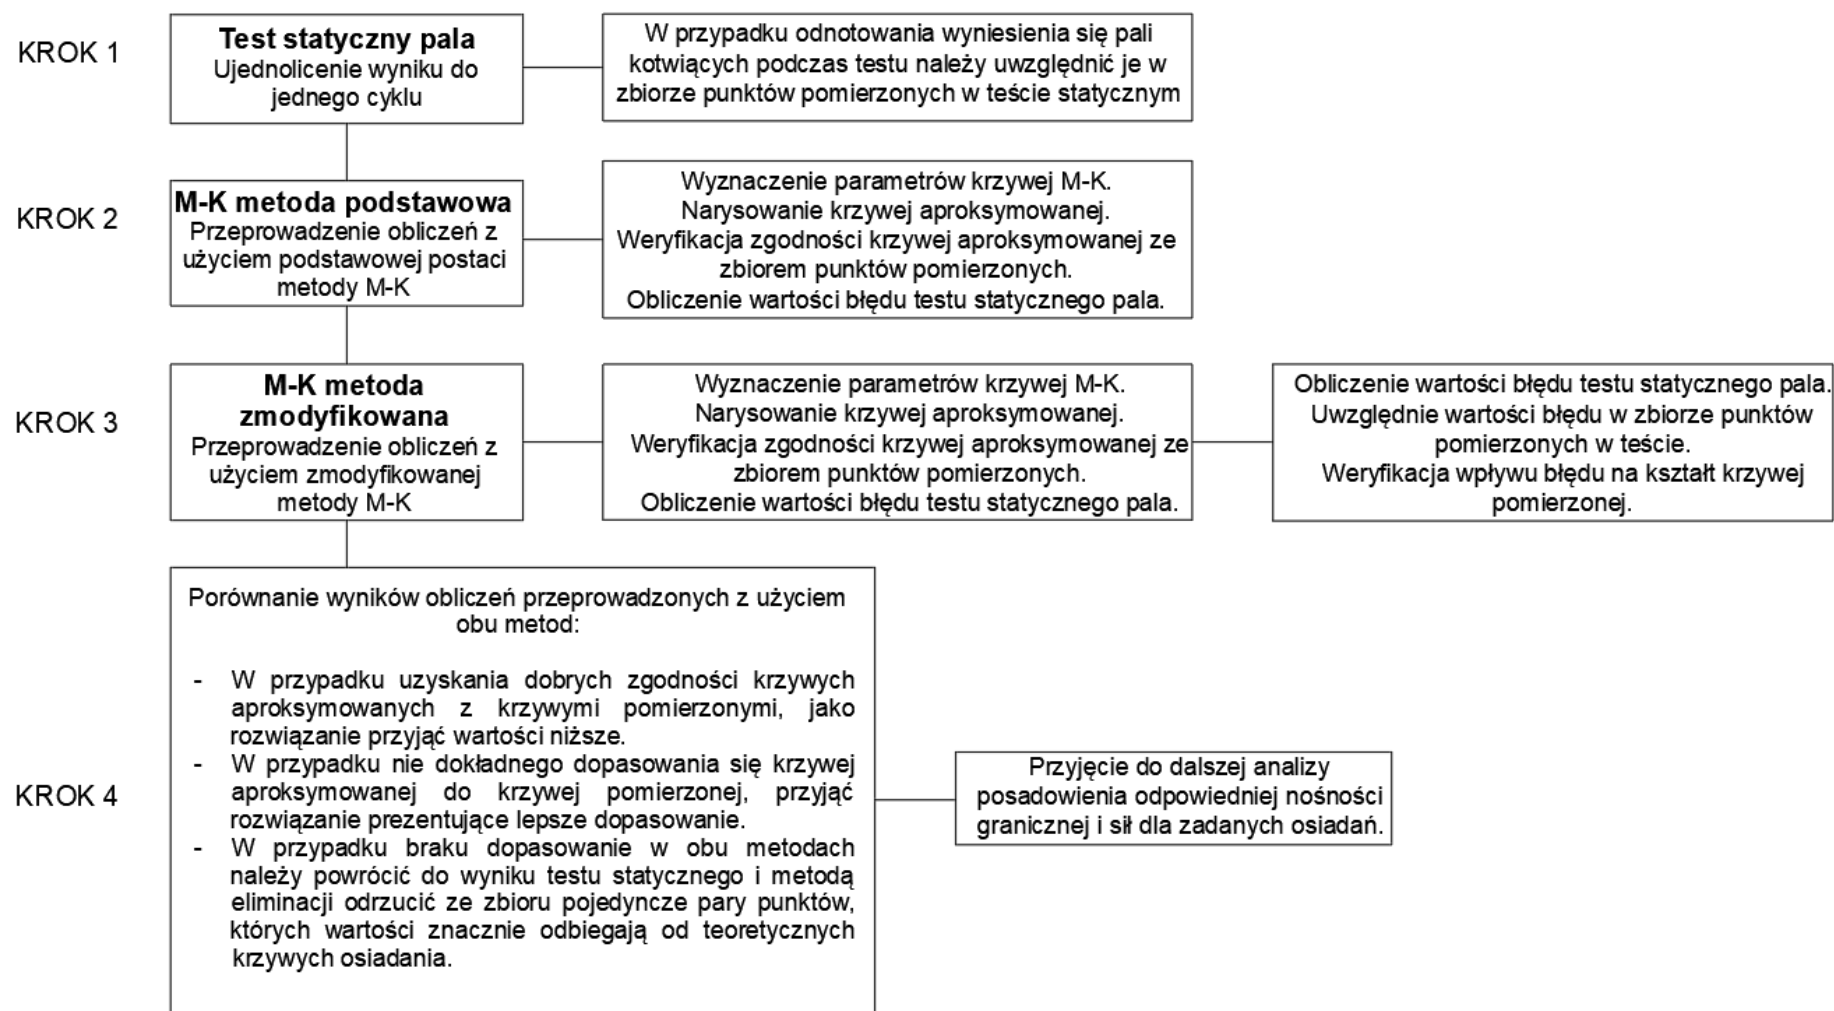 KROK 1
Test statyczny pala
Ujednolicenie wyniku do
jednego cyklu
W przypadku odnotowania wyniesienia się pali
kotwiących podczas testu należy uwzględnić je w
zbiorze punktów pomierzonych w teście statycznym
KROK 2
M-K metoda podstawowa
Przeprowadzenie obliczeń z
użyciem podstawowej postaci
metody M-K
Wyznaczenie parametrów krzywej M-K.
Narysowanie krzywej aproksymowanej.
Weryfikacja zgodności krzywej aproksymowanej ze
zbiorem punktów pomierzonych.
Obliczenie wartości błędu testu statycznego pala.
KROK 3
M-K metoda
zmodyfikowana
Przeprowadzenie obliczeń z
użyciem zmodyfikowanej
metody M-K
Wyznaczenie parametrów krzywej M-K.
Narysowanie krzywej aproksymowanej.
Weryfikacja zgodności krzywej aproksymowanej ze
zbiorem punktów pomierzonych.
Obliczenie wartości błędu testu statycznego pala.
Obliczenie wartości błędu testu statycznego pala.
Uwzględnie wartości błędu w zbiorze punktów
pomierzonych w teście.
Weryfikacja wpływu błędu na kształt krzywej
pomierzonej.
KROK 4
Porównanie wyników obliczeń przeprowadzonych z użyciem
obu metod:
- W przypadku uzyskania dobrych zgodności krzywych
aproksymowanych z krzywymi pomierzonymi, jako
rozwiązanie przyjąć wartości niższe.
- W przypadku nie dokładnego dopasowania się krzywej
aproksymowanej do krzywej pomierzonej, przyjąć
rozwiązanie prezentujące lepsze dopasowanie.
- W przypadku braku dopasowanie w obu metodach
należy powrócić do wyniku testu statycznego i metodą
eliminacji odrzucić ze zbioru pojedyncze pary punktów,
których wartości znacznie odbiegają od teoretycznych
krzywych osiadania.
Przyjęcie do dalszej analizy
posadowienia odpowiedniej nośności
granicznej i sił dla zadanych osiadań.